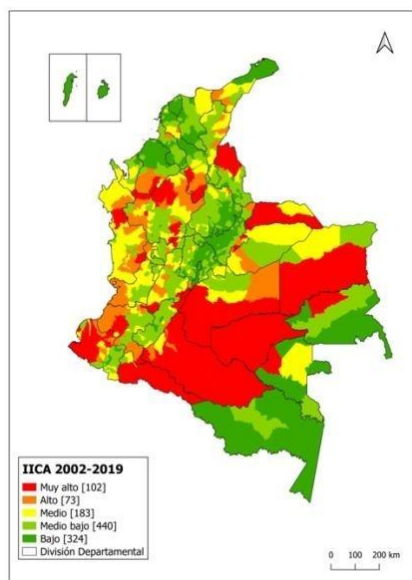 IICA 2002-2019
Muy alto [102]
Alto [73]
Medio [183]
Medio bajo [440]
Bajo [324]
División Departamental
0 100 200 km